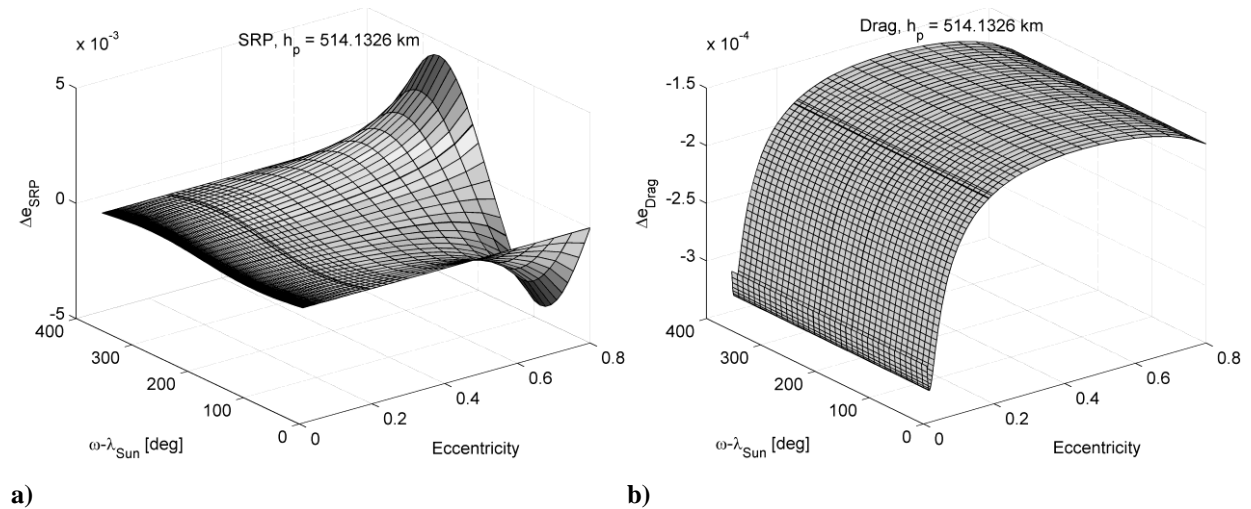 SRP, h_p = 514.1326 km
x 10^-3
5
0
-5
Δe_SRP
400
300
200
100
0
ω-λ_Sun [deg]
0
0.2
0.4
0.6
0.8
Eccentricity
a)
Drag, h_p = 514.1326 km
x 10^-4
-1.5
-2
-2.5
-3
Δe_Drag
400
300
200
100
0
ω-λ_Sun [deg]
0
0.2
0.4
0.6
0.8
Eccentricity
b)